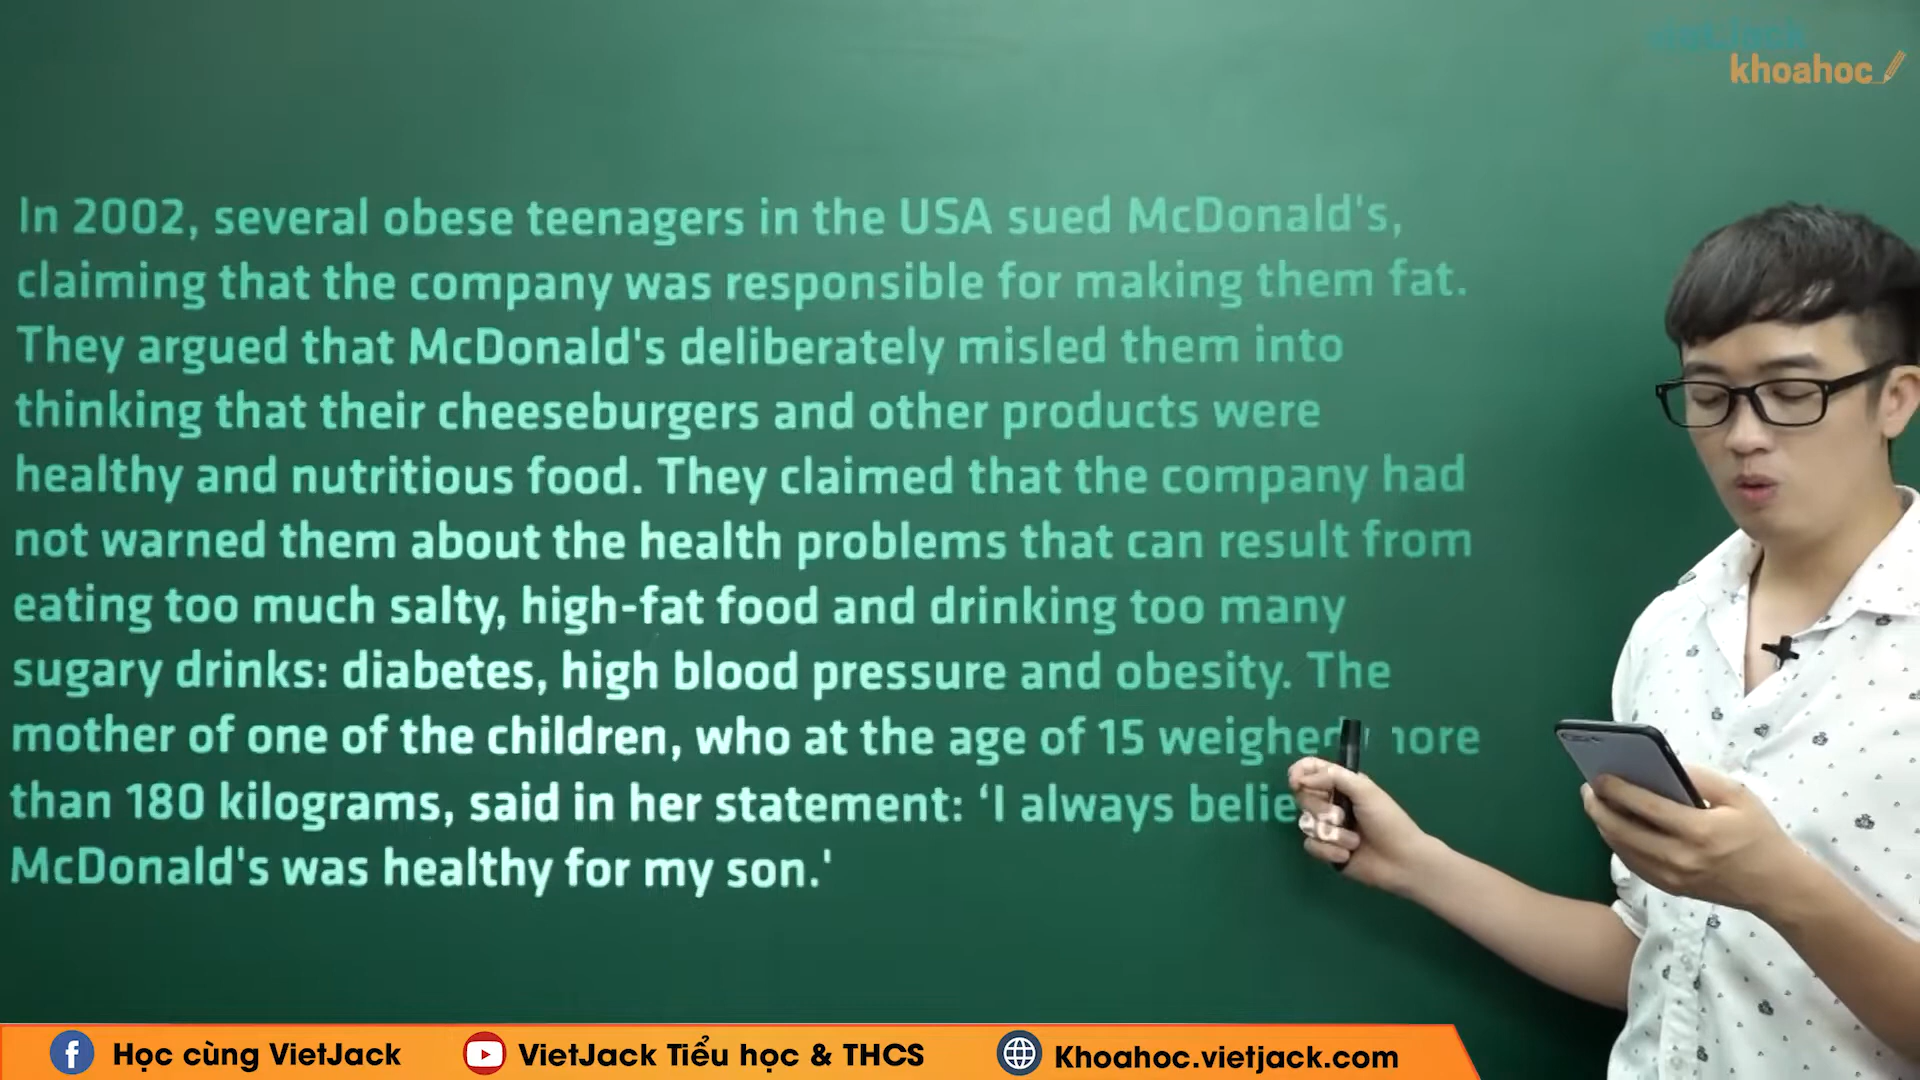 vietJack
khoahoc
In 2002, several obese teenagers in the USA sued McDonald's,
claiming that the company was responsible for making them fat.
They argued that McDonald's deliberately misled them into
thinking that their cheeseburgers and other products were
healthy and nutritious food. They claimed that the company had
not warned them about the health problems that can result from
eating too much salty, high-fat food and drinking too many
sugary drinks: diabetes, high blood pressure and obesity. The
mother of one of the children, who at the age of 15 weighed more
than 180 kilograms, said in her statement: ‘I always believed
McDonald's was healthy for my son.'
Học cùng VietJack
VietJack Tiểu học & THCS
Khoahoc.vietjack.com